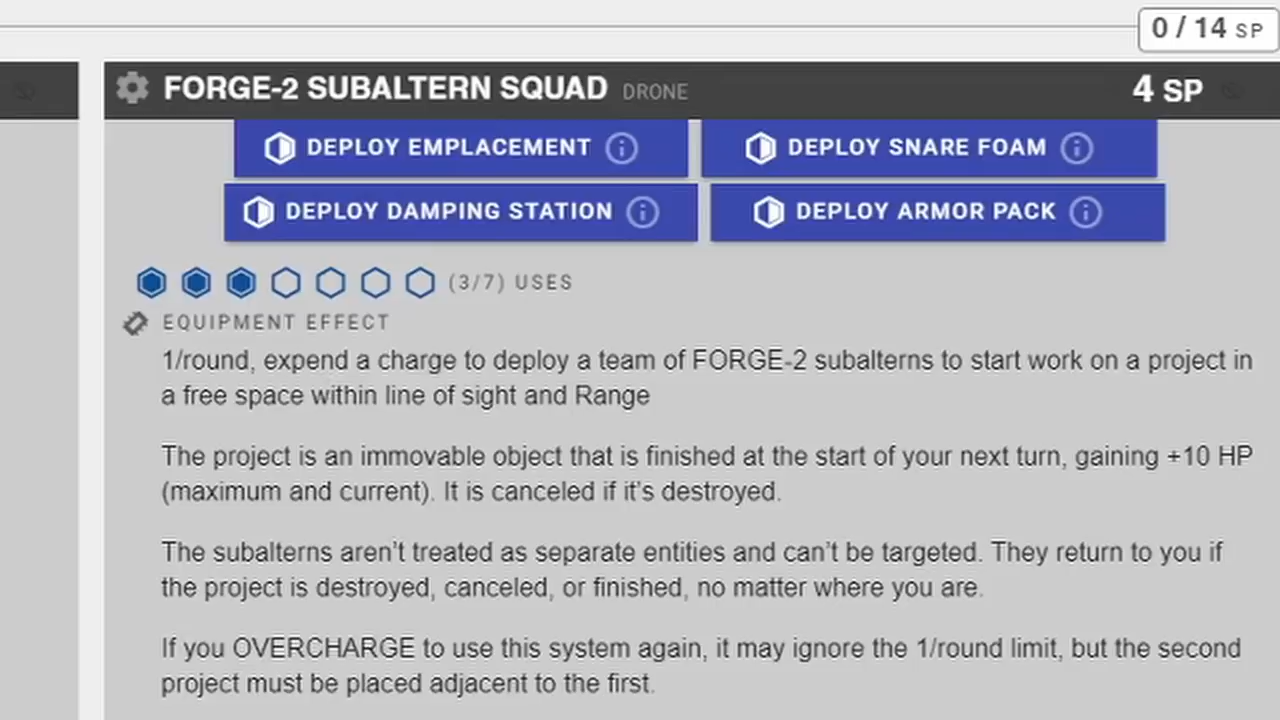 0 / 14 SP
FORGE-2 SUBALTERN SQUAD DRONE 4 SP
DEPLOY EMPLACEMENT DEPLOY SNARE FOAM
DEPLOY DAMPING STATION DEPLOY ARMOR PACK
(3/7) USES
EQUIPMENT EFFECT
1/round, expend a charge to deploy a team of FORGE-2 subalterns to start work on a project in
a free space within line of sight and Range
The project is an immovable object that is finished at the start of your next turn, gaining +10 HP
(maximum and current). It is canceled if it's destroyed.
The subalterns aren't treated as separate entities and can't be targeted. They return to you if
the project is destroyed, canceled, or finished, no matter where you are.
If you OVERCHARGE to use this system again, it may ignore the 1/round limit, but the second
project must be placed adjacent to the first.